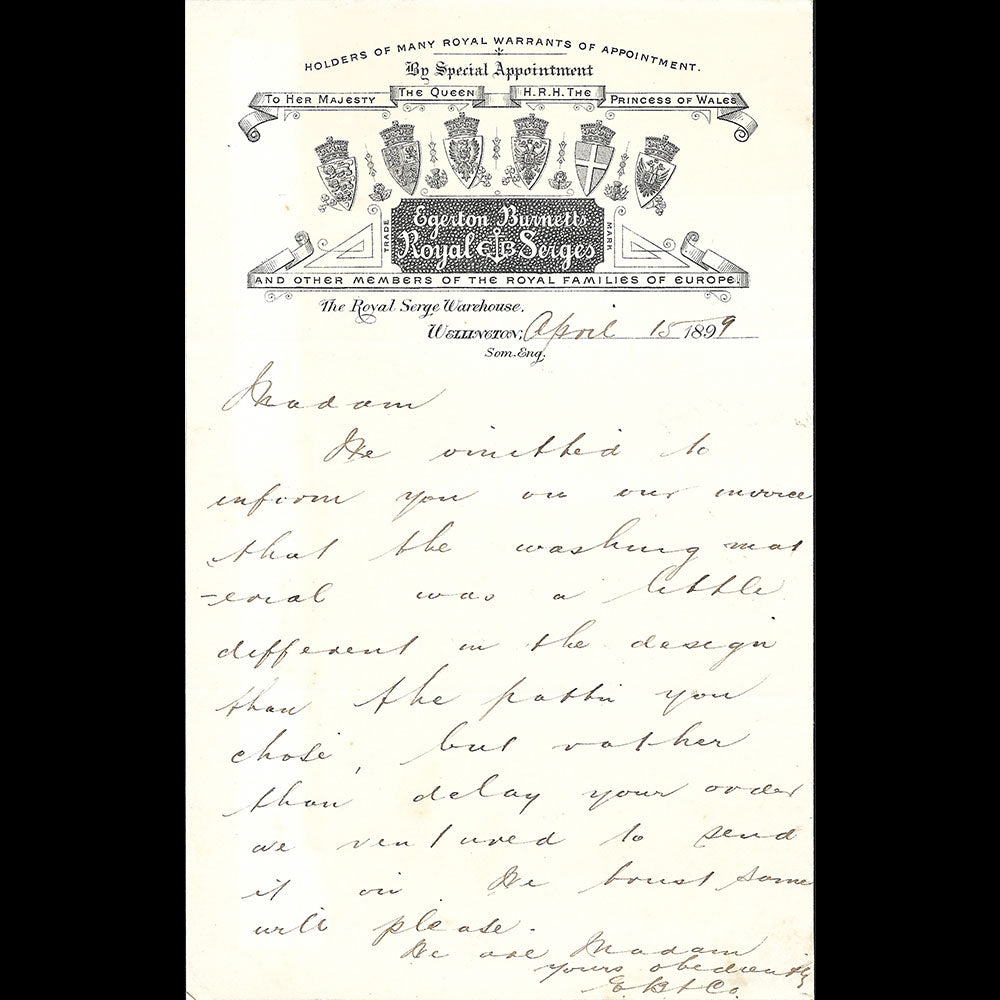 HOLDERS OF MANY ROYAL WARRANTS OF APPOINTMENT.
By Special Appointment
TO HER MAJESTY THE QUEEN H.R.H. THE PRINCESS OF WALES
TRADE MARK
Egerton Burnett's
Royal EB Serges
AND OTHER MEMBERS OF THE ROYAL FAMILIES OF EUROPE.
The Royal Serge Warehouse.
WELLINGTON, April 15 1899
Som. Eng.
Madam
We omitted to
inform you on our invoice
that the washing mat
-erial was a little
different in the design
than the pattn you
chose, but rather
than delay your order
we ventured to send
it on We trust same
will please.
We are Madam
yours obediently
E. B & Co.